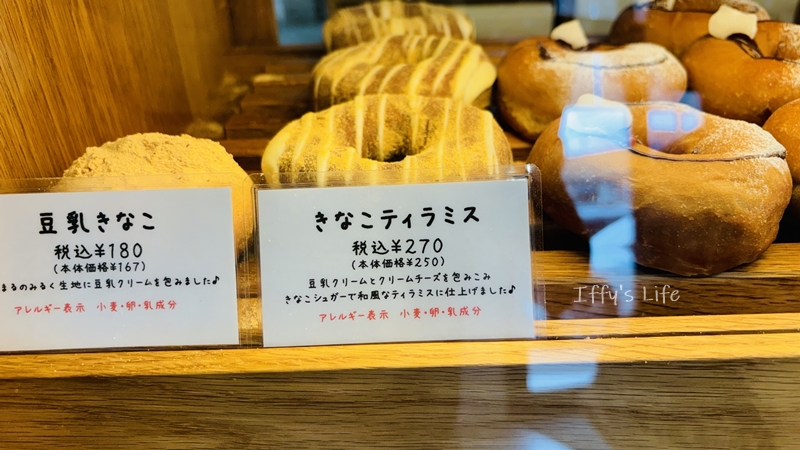 豆乳きなこ
税込¥180
(本体価格¥167)
まるのみるく生地に豆乳クリームを包みました♪
アレルギー表示 小麦・卵・乳成分
きなこティラミス
税込¥270
(本体価格¥250)
豆乳クリームとクリームチーズを包みこみ
きなこシュガーで和風なティラミスに仕上げました♪
アレルギー表示 小麦・卵・乳成分
Iffy's Life